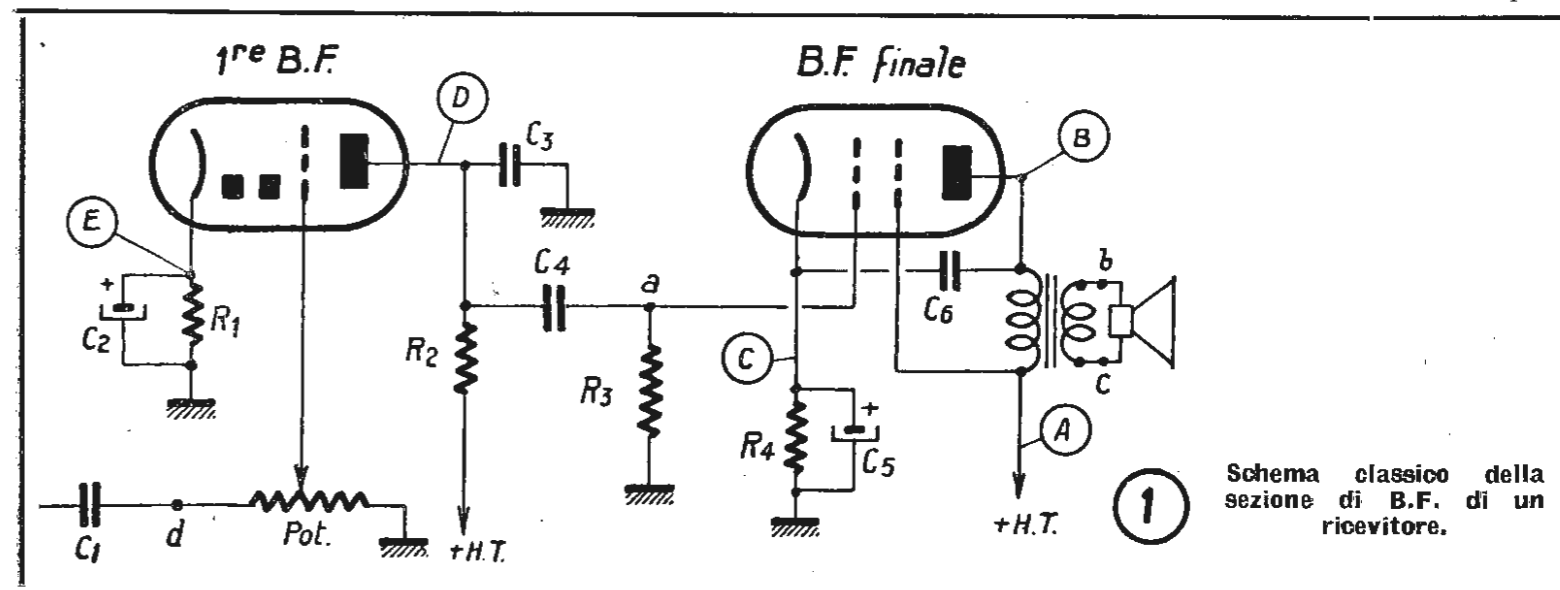 1re B.F.
B.F. finale
D
C3
B
E
+
C2
R1
C4
a
C6
b
c
R2
R3
C
R4
+
C5
A
C1
d
Pot.
+H.T.
+H.T.
1
Schema classico della
sezione di B.F. di un
ricevitore.